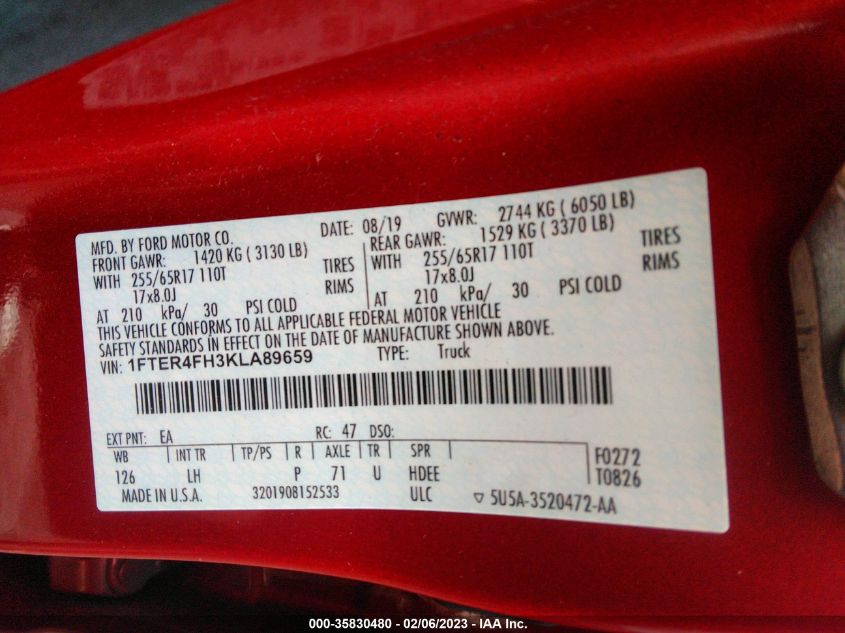 MFD. BY FORD MOTOR CO. DATE: 08/19 GVWR: 2744 KG ( 6050 LB)
FRONT GAWR: 1420 KG ( 3130 LB) REAR GAWR: 1529 KG ( 3370 LB)
WITH 255/65R17 110T TIRES WITH 255/65R17 110T TIRES
17x8.0J RIMS 17x8.0J RIMS
AT 210 kPa/ 30 PSI COLD AT 210 kPa/ 30 PSI COLD
THIS VEHICLE CONFORMS TO ALL APPLICABLE FEDERAL MOTOR VEHICLE
SAFETY STANDARDS IN EFFECT ON THE DATE OF MANUFACTURE SHOWN ABOVE.
VIN: 1FTER4FH3KLA89659 TYPE: Truck
EXT PNT: EA RC: 47 DSO:
WB INT TR TP/PS R AXLE TR SPR F0272
126 LH P 71 U HDEE T0826
MADE IN U.S.A. 3201908152533 ULC ▽ 5U5A-3520472-AA
000-35830480 - 02/06/2023 - IAA Inc.